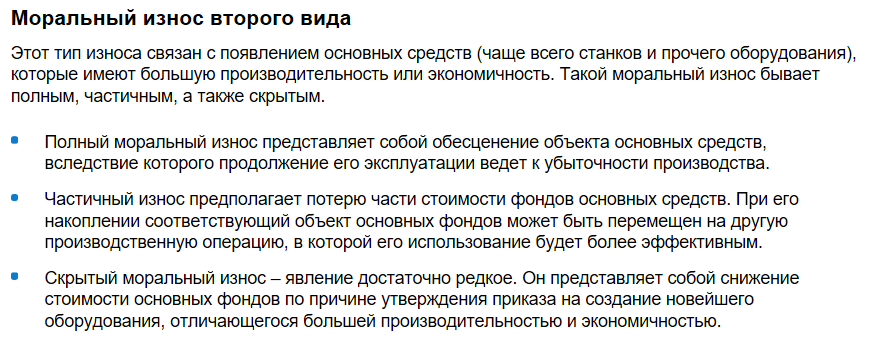 Моральный износ второго вида
Этот тип износа связан с появлением основных средств (чаще всего станков и прочего оборудования),
которые имеют большую производительность или экономичность. Такой моральный износ бывает
полным, частичным, а также скрытым.
Полный моральный износ представляет собой обесценение объекта основных средств,
вследствие которого продолжение его эксплуатации ведет к убыточности производства.
Частичный износ предполагает потерю части стоимости фондов основных средств. При его
накоплении соответствующий объект основных фондов может быть перемещен на другую
производственную операцию, в которой его использование будет более эффективным.
Скрытый моральный износ – явление достаточно редкое. Он представляет собой снижение
стоимости основных фондов по причине утверждения приказа на создание новейшего
оборудования, отличающегося большей производительностью и экономичностью.